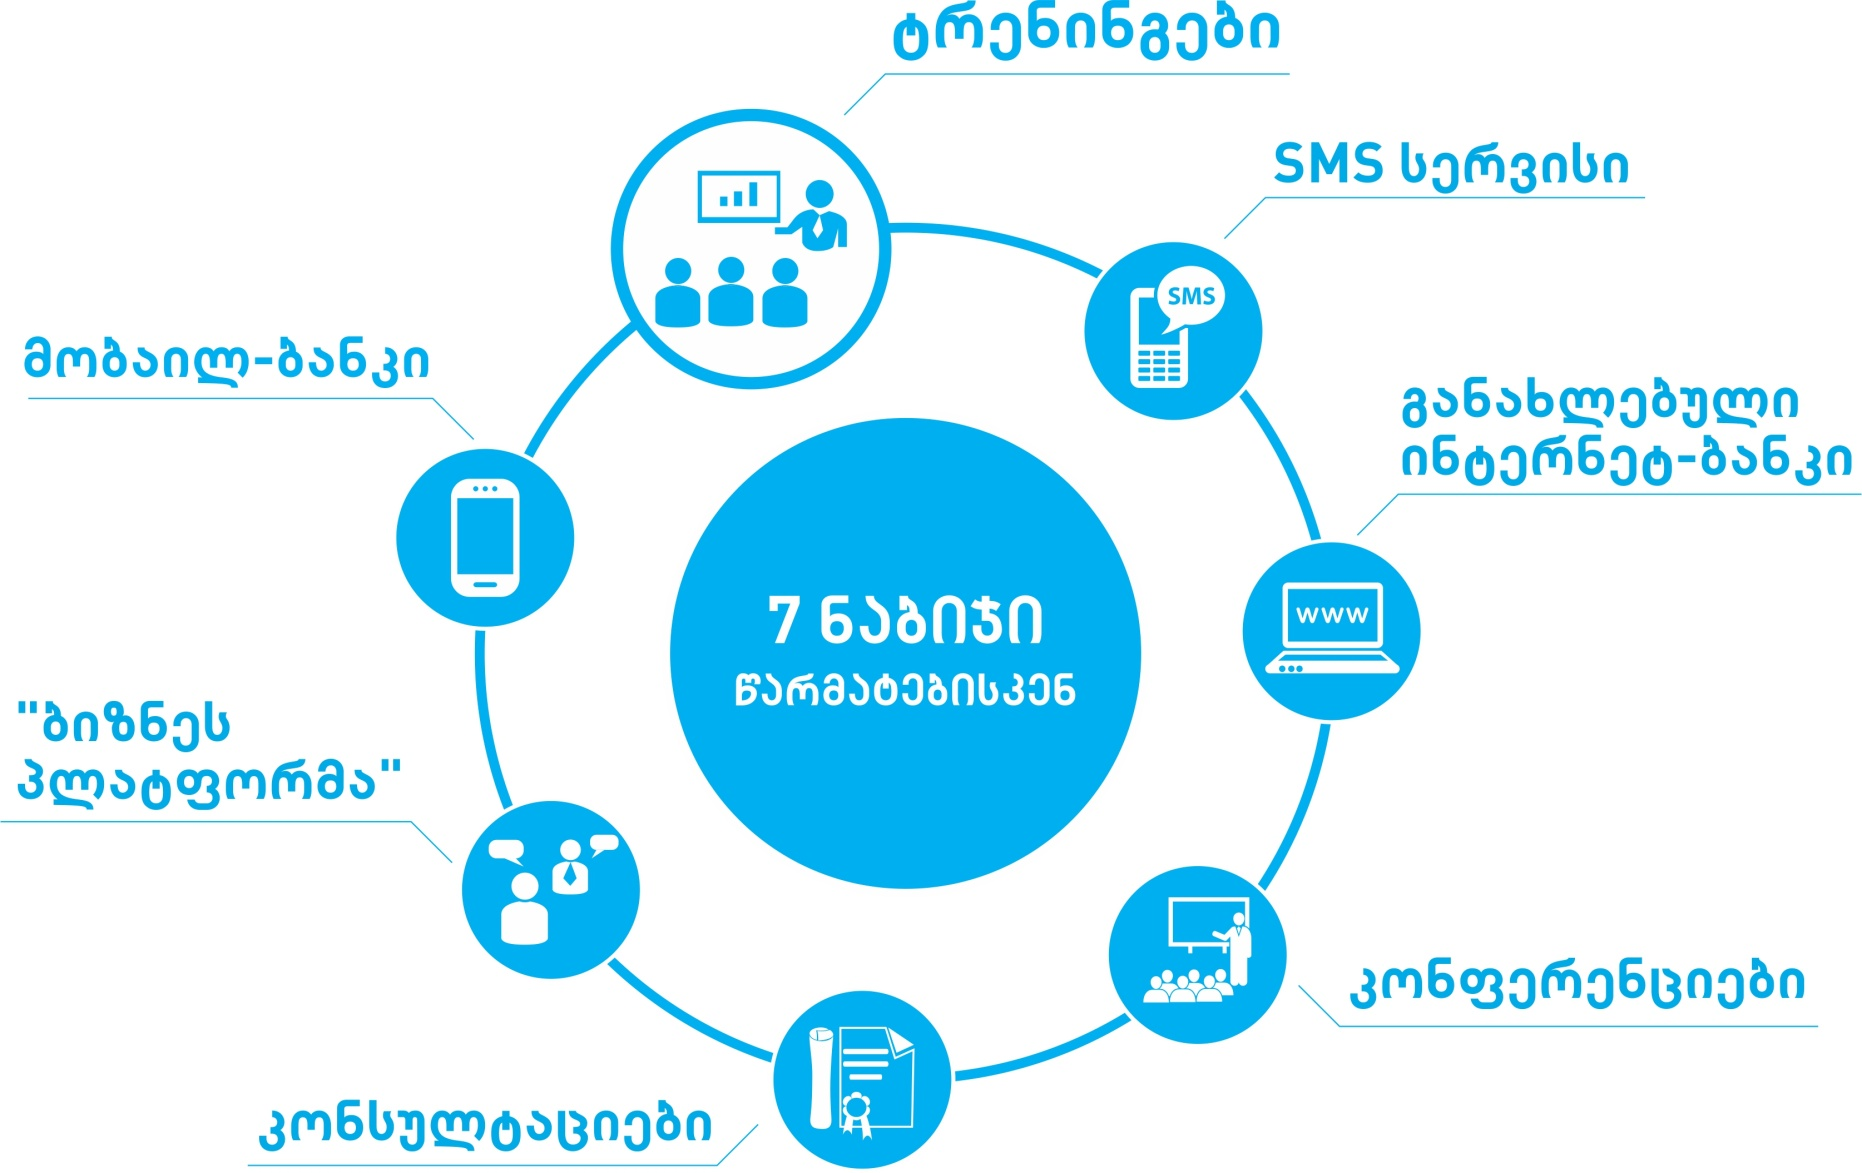 ტრენინგები
SMS სერვისი
SMS
განახლებული
ინტერნეტ-ბანკი
www
კონფერენციები
კონსულტაციები
"ბიზნეს
პლატფორმა"
მობაილ-ბანკი
7 ნაბიჯი
წარმატებისკენ